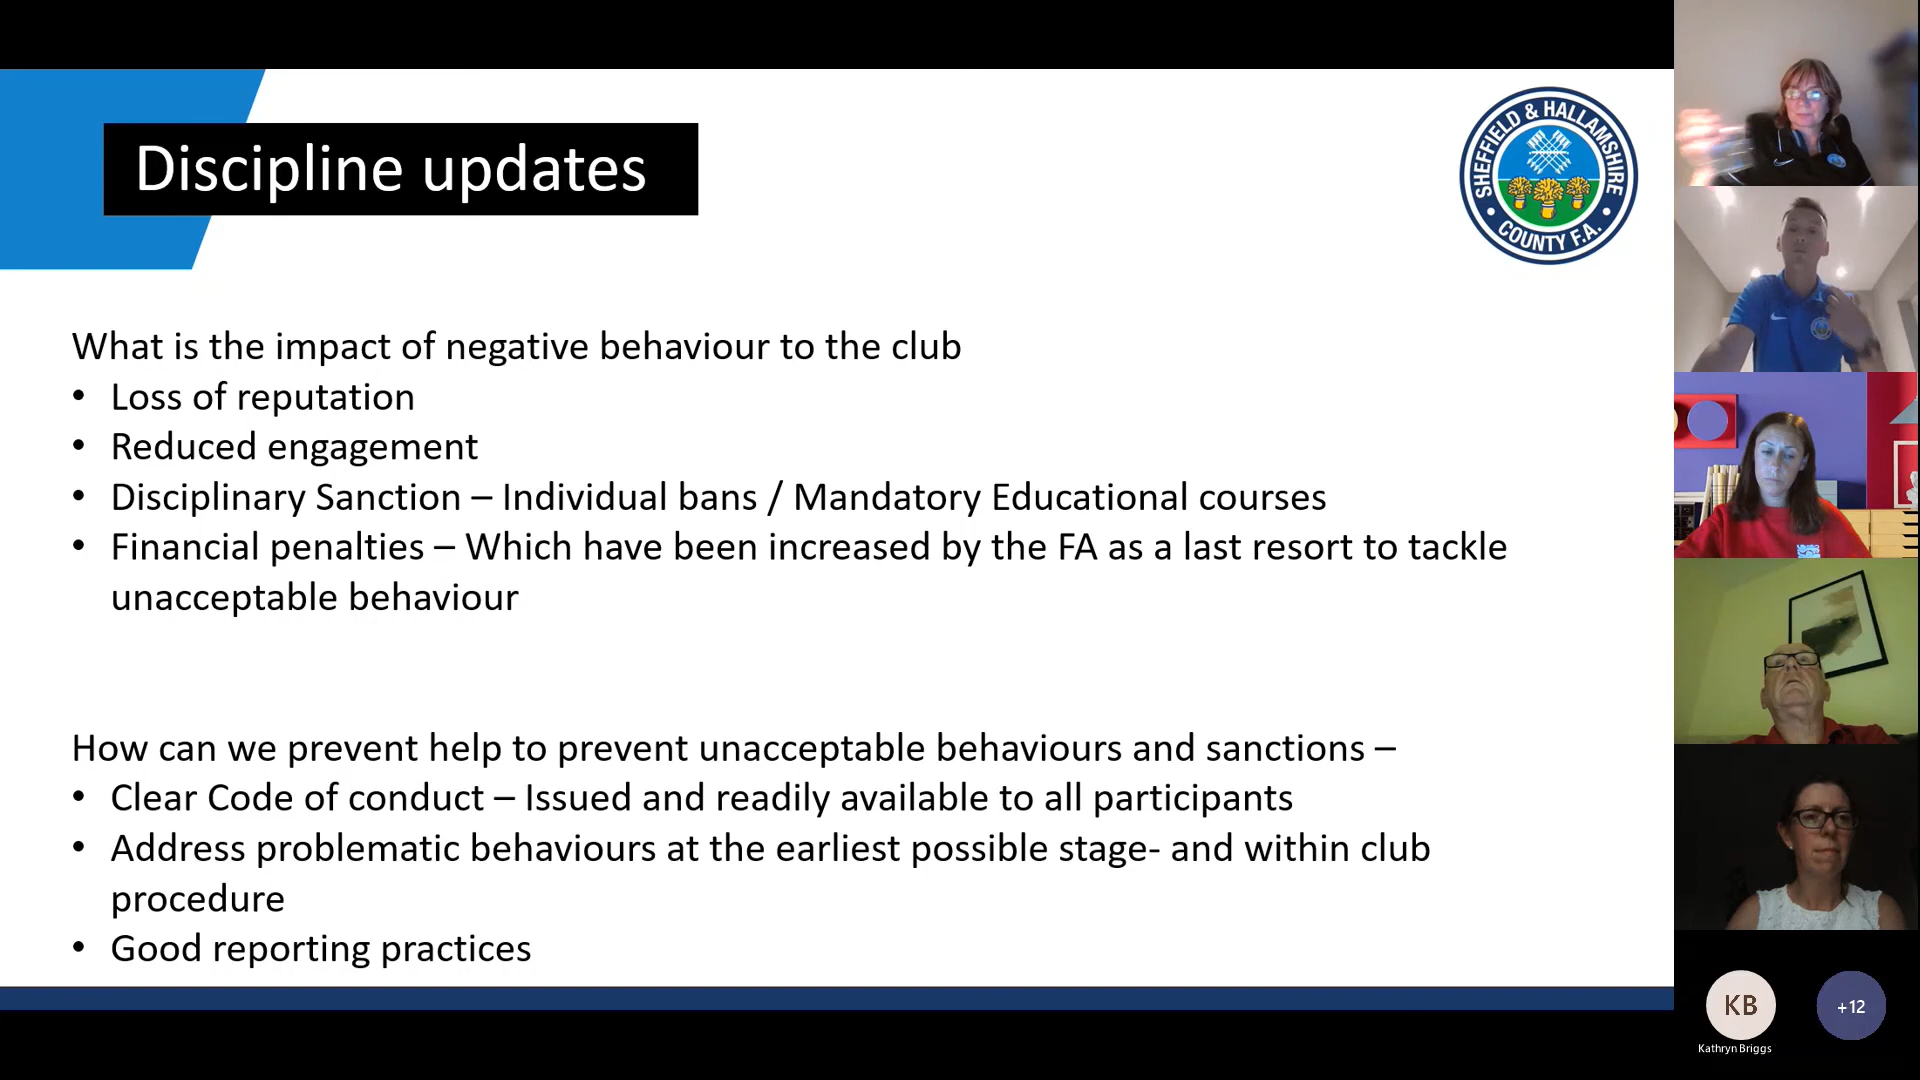 Discipline updates
SHEFFIELD & HALLAMSHIRE
COUNTY F.A.
What is the impact of negative behaviour to the club
• Loss of reputation
• Reduced engagement
• Disciplinary Sanction – Individual bans / Mandatory Educational courses
• Financial penalties – Which have been increased by the FA as a last resort to tackle
unacceptable behaviour
How can we prevent help to prevent unacceptable behaviours and sanctions –
• Clear Code of conduct – Issued and readily available to all participants
• Address problematic behaviours at the earliest possible stage- and within club
procedure
• Good reporting practices
KB
+12
Kathryn Briggs